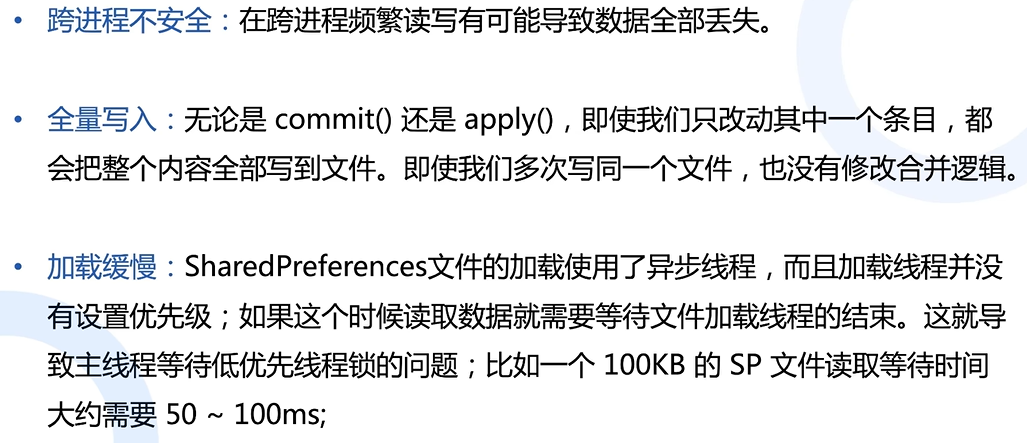 • 跨进程不安全：在跨进程频繁读写有可能导致数据全部丢失。
• 全量写入：无论是 commit() 还是 apply()，即使我们只改动其中一个条目，都
会把整个内容全部写到文件。即使我们多次写同一个文件，也没有修改合并逻辑。
• 加载缓慢：SharedPreferences文件的加载使用了异步线程，而且加载线程并没
有设置优先级；如果这个时候读取数据就需要等待文件加载线程的结束。这就导
致主线程等待低优先线程锁的问题；比如一个 100KB 的 SP 文件读取等待时间
大约需要 50 ~ 100ms;